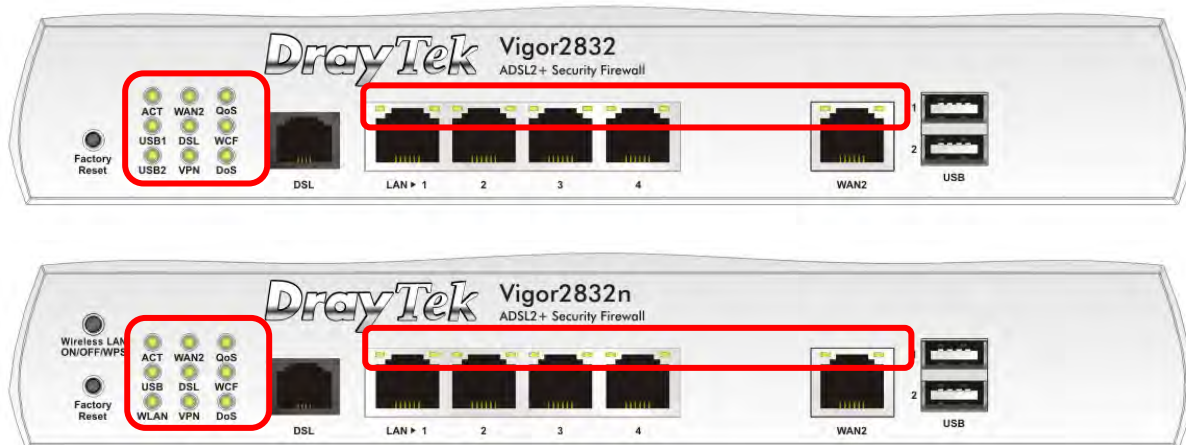 DrayTek Vigor2832
ADSL2+ Security Firewall
ACT WAN2 QoS
USB1 DSL WCF
USB2 VPN DoS
Factory
Reset
DSL
LAN ▶ 1 2 3 4
WAN2
1
2
USB
DrayTek Vigor2832n
ADSL2+ Security Firewall
Wireless LAN
ON/OFF/WPS
ACT WAN2 QoS
USB DSL WCF
WLAN VPN DoS
Factory
Reset
DSL
LAN ▶ 1 2 3 4
WAN2
1
2
USB